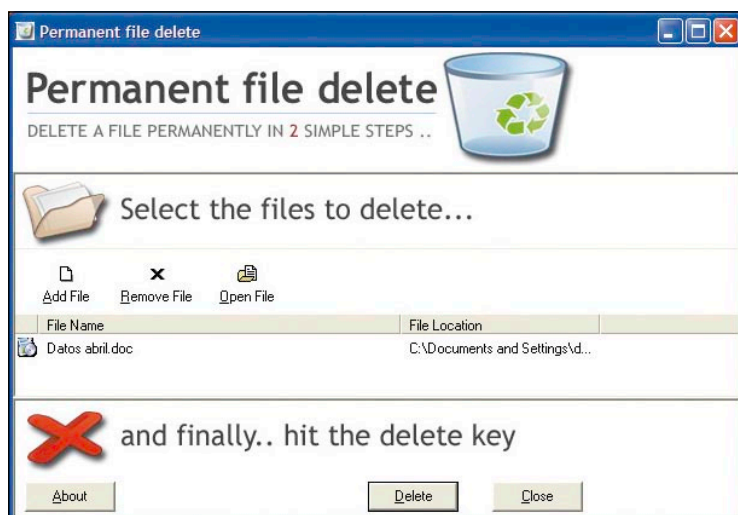 Permanent file delete
Permanent file delete
DELETE A FILE PERMANENTLY IN 2 SIMPLE STEPS ..
Select the files to delete...
Add File Remove File Open File
File Name File Location
Datos abril.doc C:\Documents and Settings\d...
and finally.. hit the delete key
About Delete Close